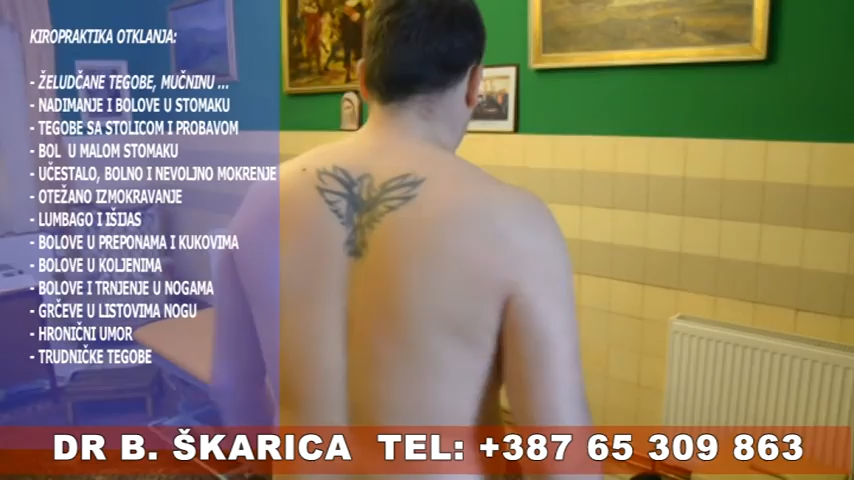 KIROPRAKTIKA OTKLANJA:
- ŽELUDČANE TEGOBE, MUČNINU ...
- NADIMANJE I BOLOVE U STOMAKU
- TEGOBE SA STOLICOM I PROBAVOM
- BOL U MALOM STOMAKU
- UČESTALO, BOLNO I NEVOLJNO MOKRENJE
- OTEŽANO IZMOKRAVANJE
- LUMBAGO I IŠIJAS
- BOLOVE U PREPONAMA I KUKOVIMA
- BOLOVE U KOLJENIMA
- BOLOVE I TRNJENJE U NOGAMA
- GRČEVE U LISTOVIMA NOGU
- HRONIČNI UMOR
- TRUDNIČKE TEGOBE
DR B. ŠKARICA TEL: +387 65 309 863